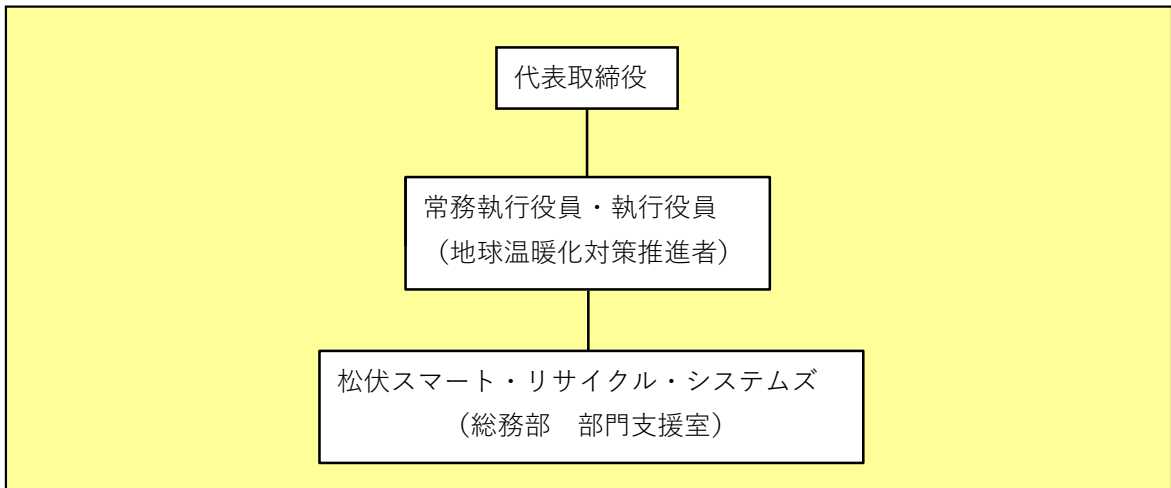 代表取締役
常務執行役員・執行役員
（地球温暖化対策推進者）
松伏スマート・リサイクル・システムズ
（総務部　部門支援室）